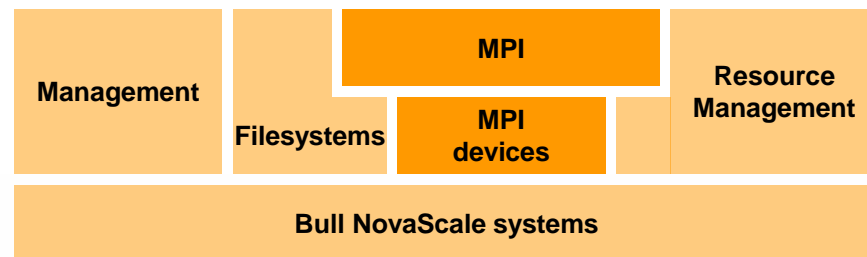 MPI
Management
Resource
Management
Filesystems
MPI
devices
Bull NovaScale systems